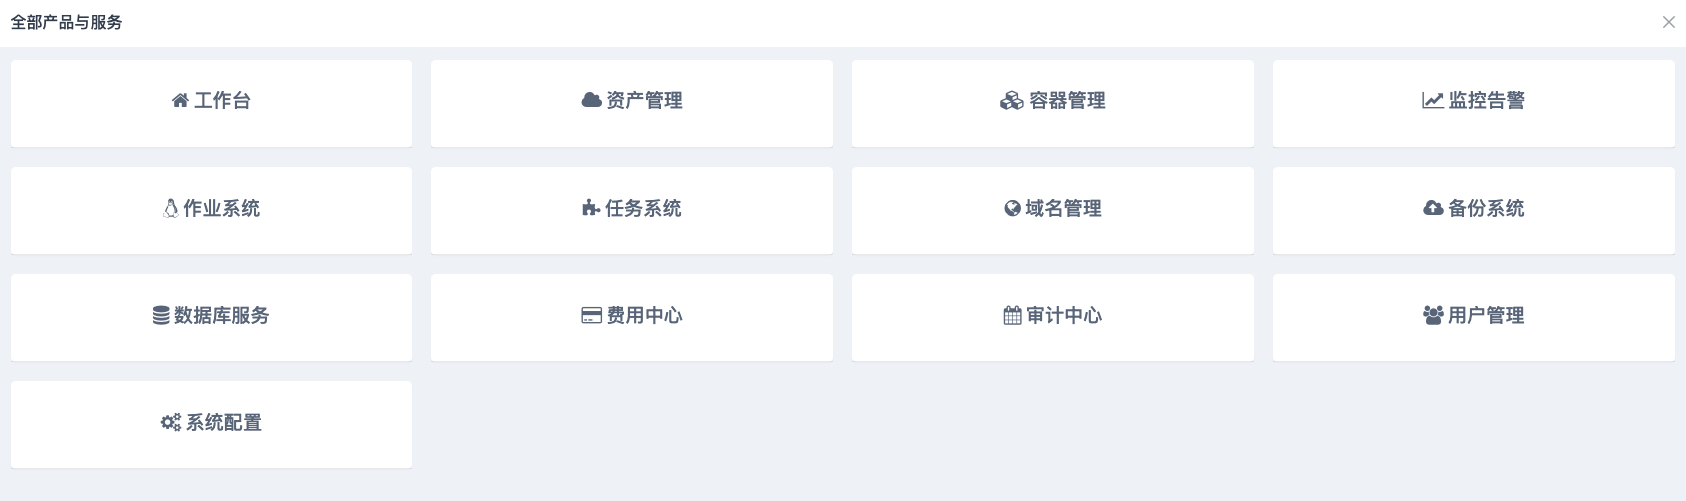 全部产品与服务
工作台
资产管理
容器管理
监控告警
作业系统
任务系统
域名管理
备份系统
数据库服务
费用中心
审计中心
用户管理
系统配置